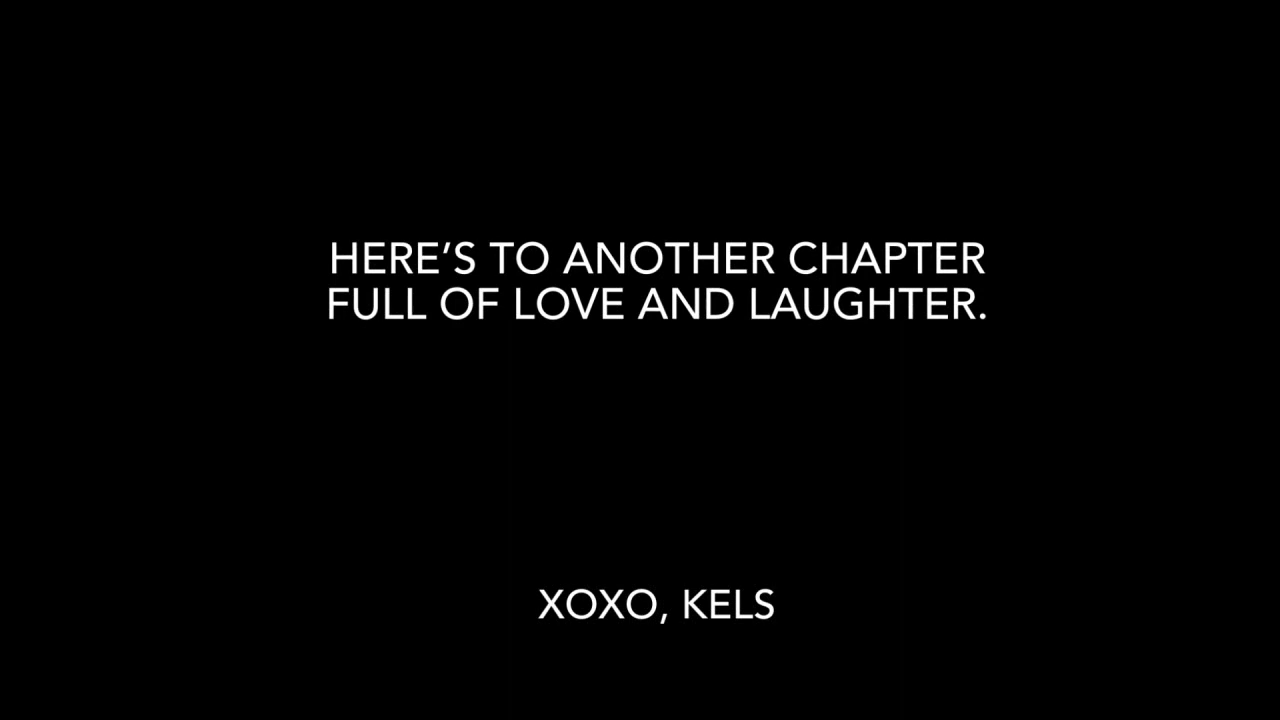 HERE’S TO ANOTHER CHAPTER
FULL OF LOVE AND LAUGHTER.
XOXO, KELS